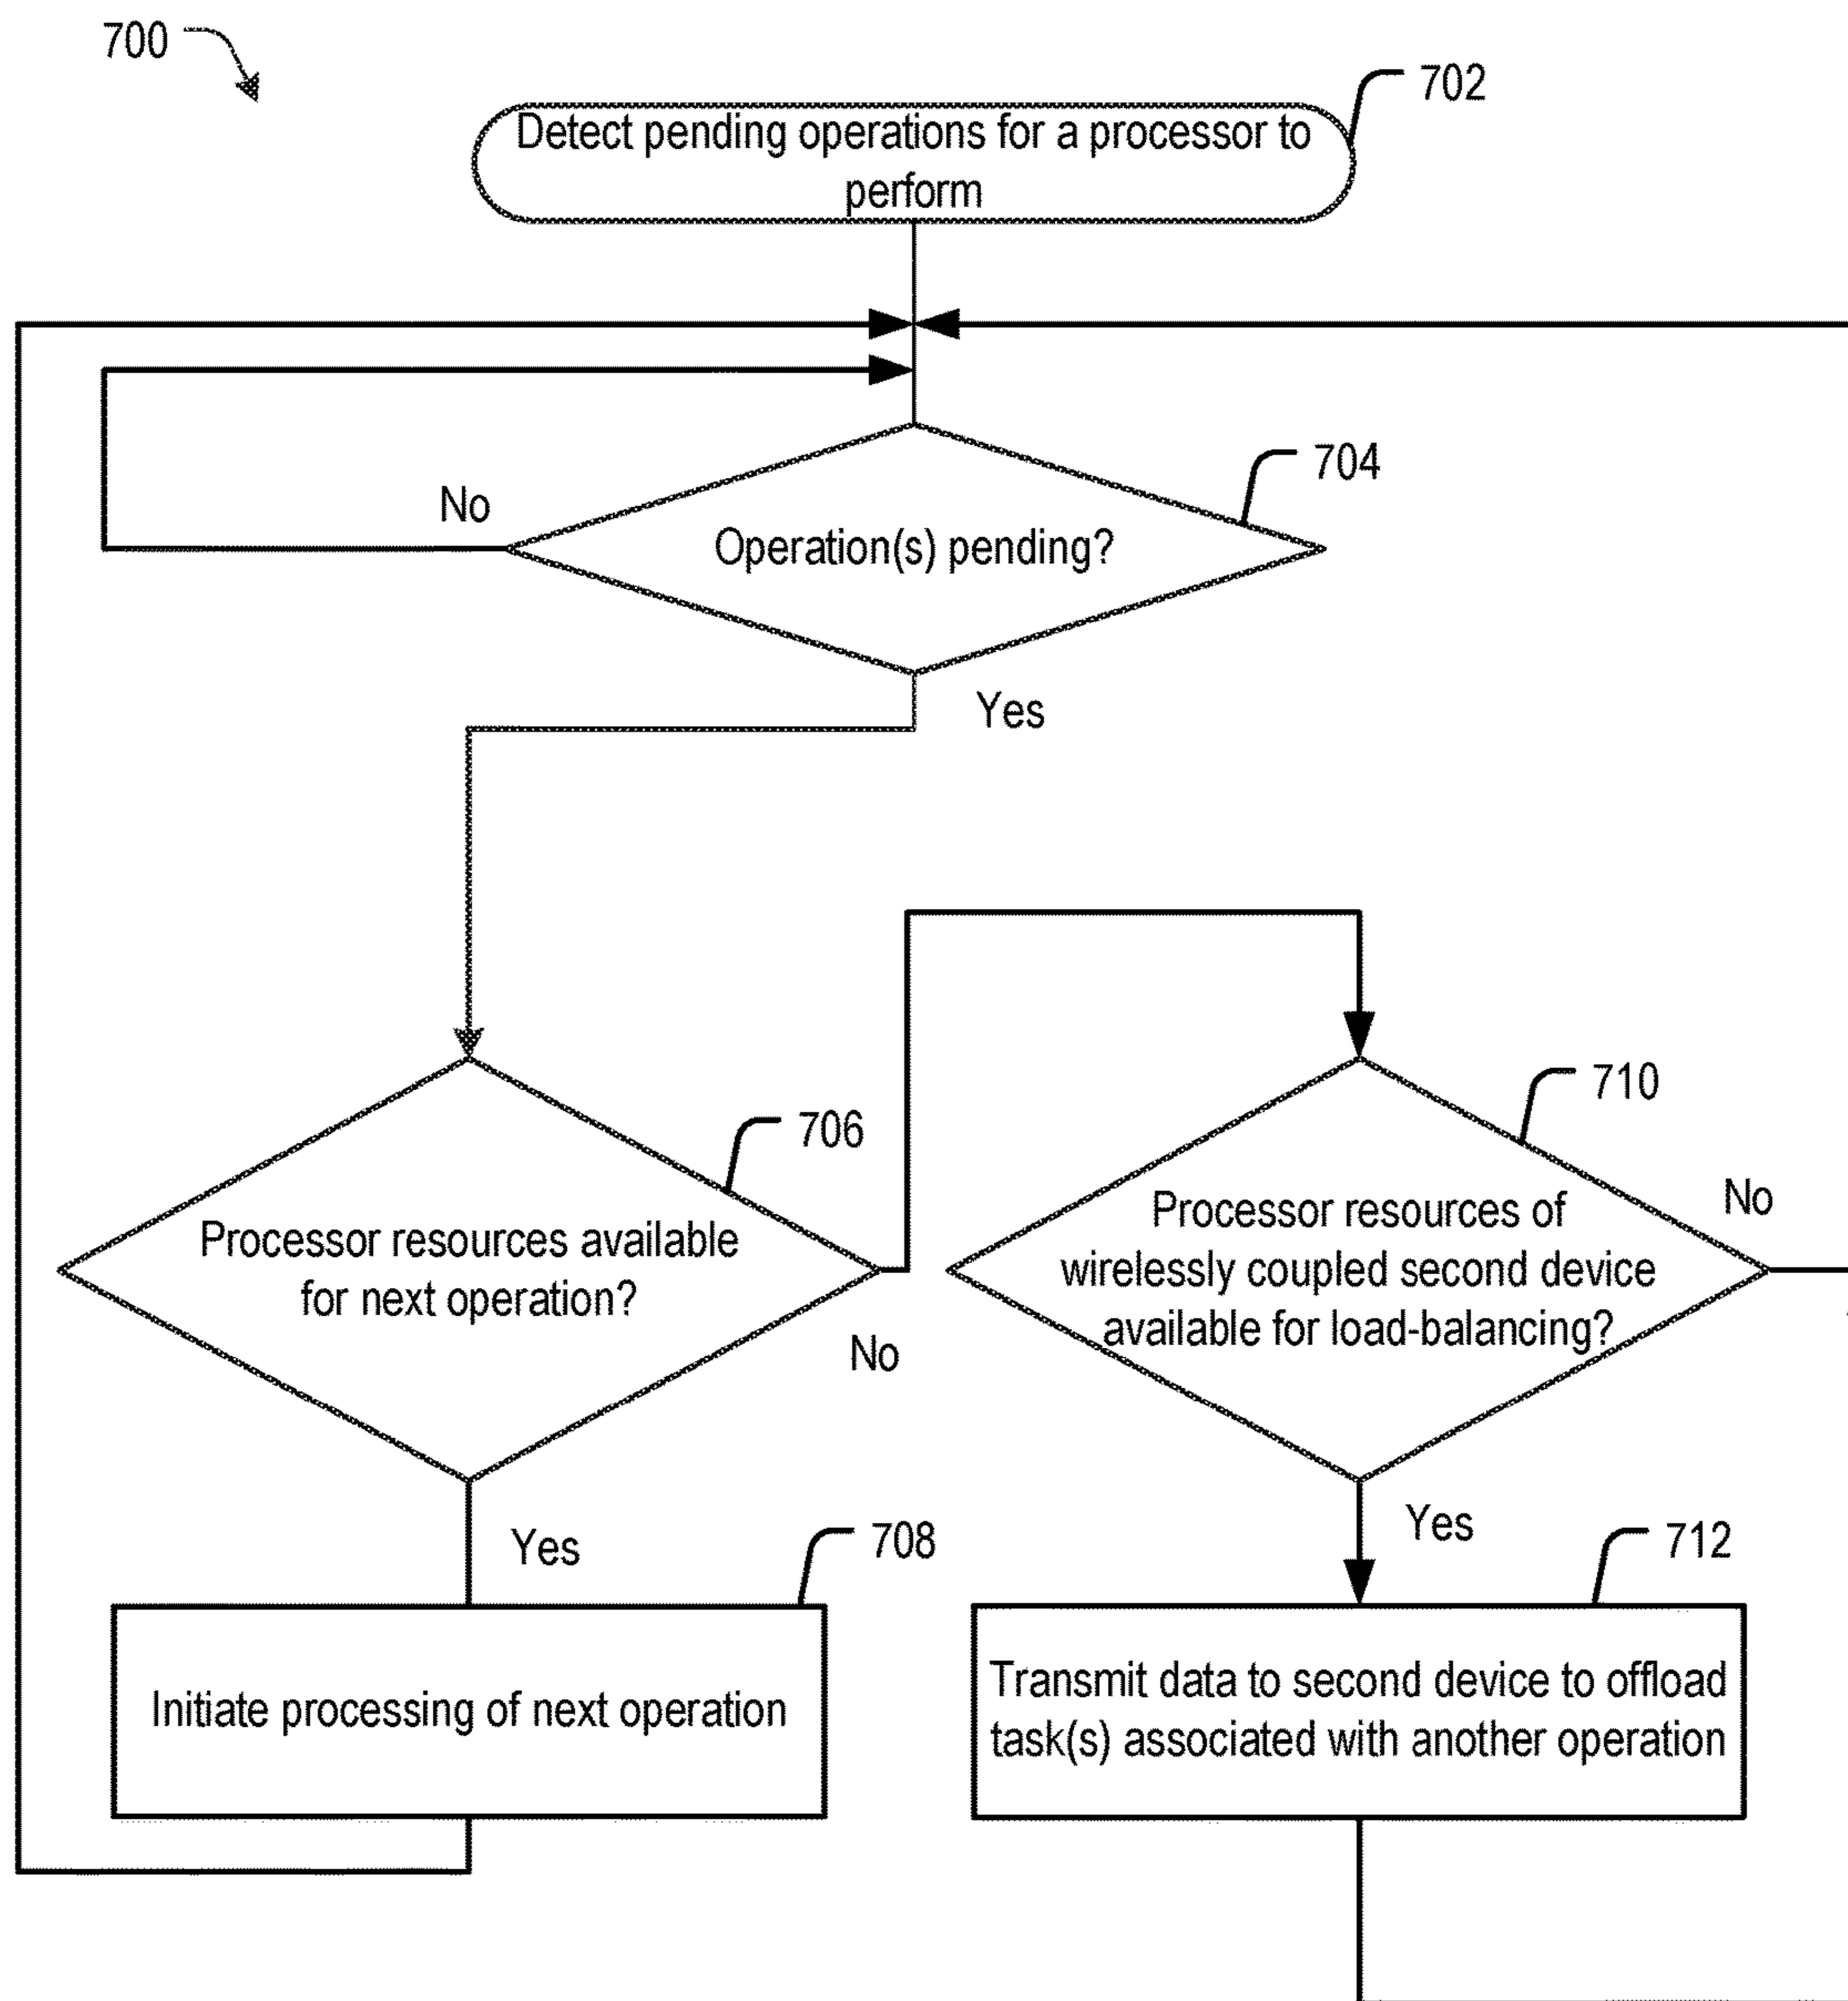 700
702
Detect pending operations for a processor to
perform
704
No
Operation(s) pending?
Yes
706
Processor resources available
for next operation?
No
710
Processor resources of
wirelessly coupled second device
available for load-balancing?
No
Yes
708
Initiate processing of next operation
Yes
712
Transmit data to second device to offload
task(s) associated with another operation